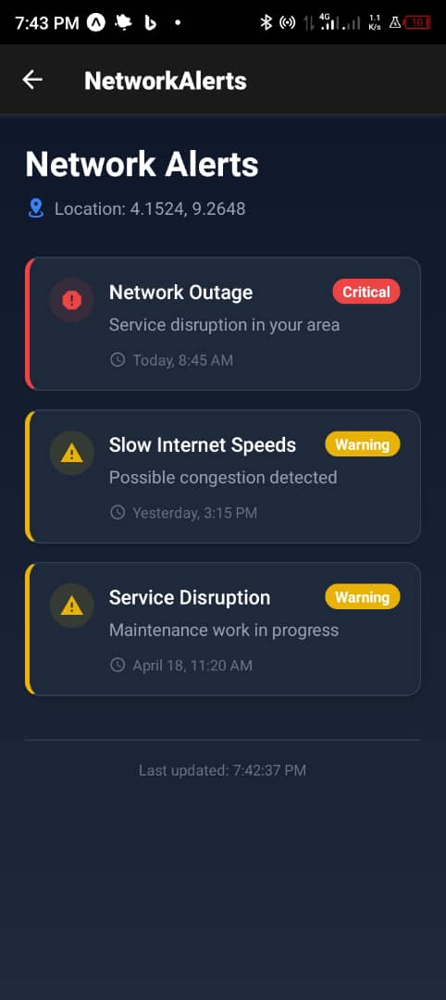 7:43 PM
4G
1.1
K/s
10
NetworkAlerts
Network Alerts
Location: 4.1524, 9.2648
Network Outage
Critical
Service disruption in your area
Today, 8:45 AM
Slow Internet Speeds
Warning
Possible congestion detected
Yesterday, 3:15 PM
Service Disruption
Warning
Maintenance work in progress
April 18, 11:20 AM
Last updated: 7:42:37 PM